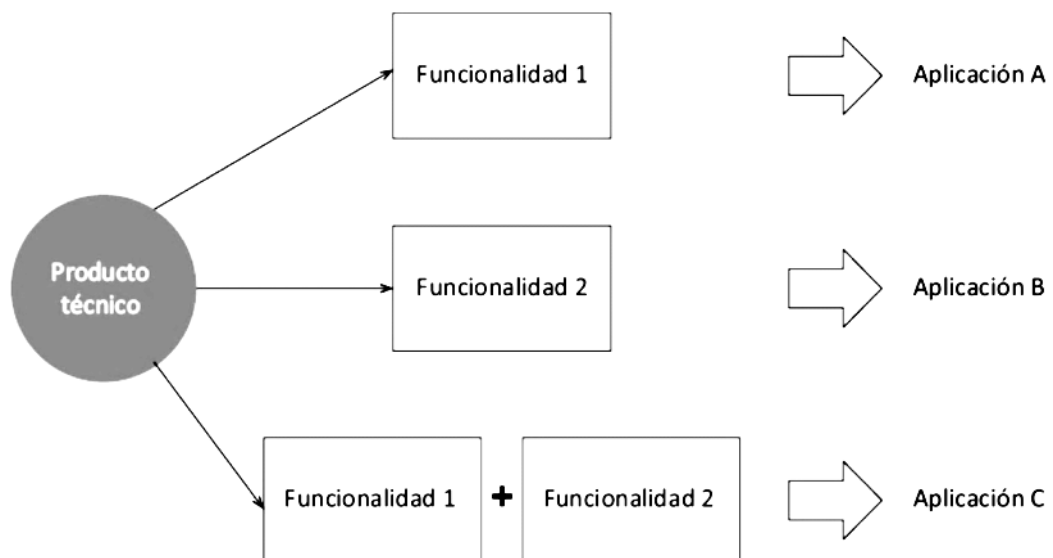 Funcionalidad 1
Aplicación A
Producto
técnico
Funcionalidad 2
Aplicación B
Funcionalidad 1 + Funcionalidad 2
Aplicación C